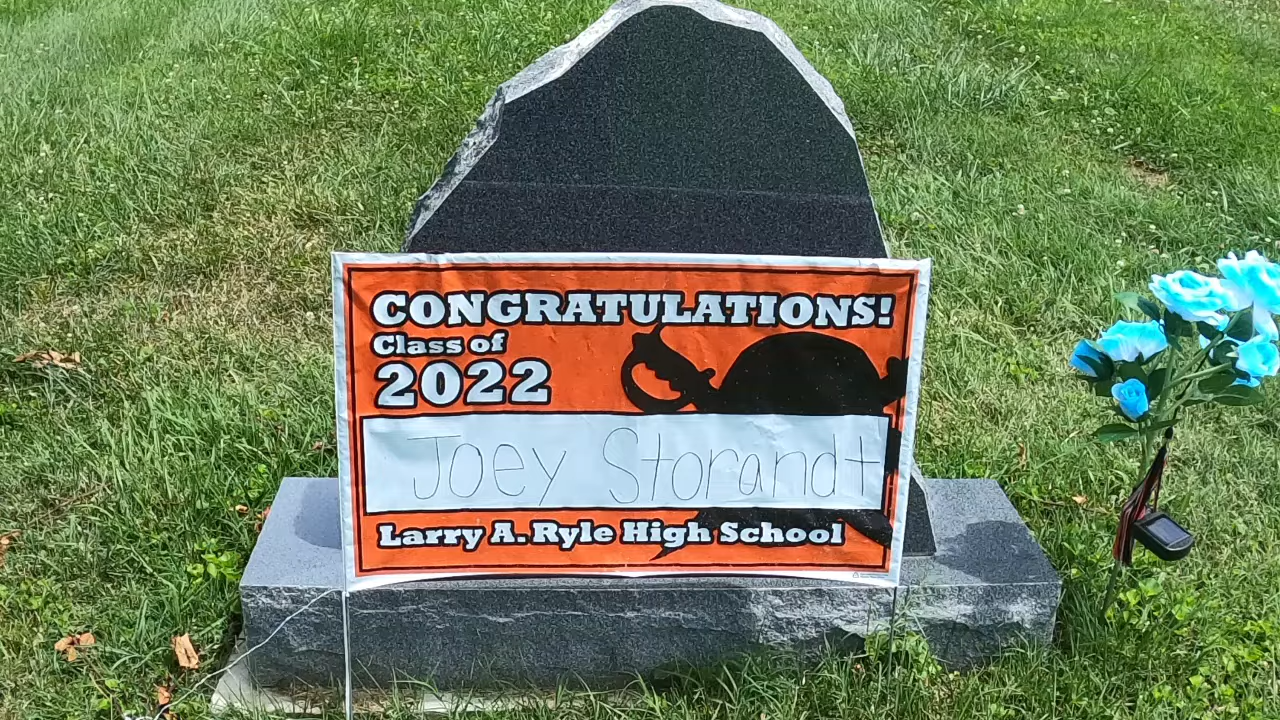 CONGRATULATIONS!
Class of
2022
Joey Storandt
Larry A. Ryle High School